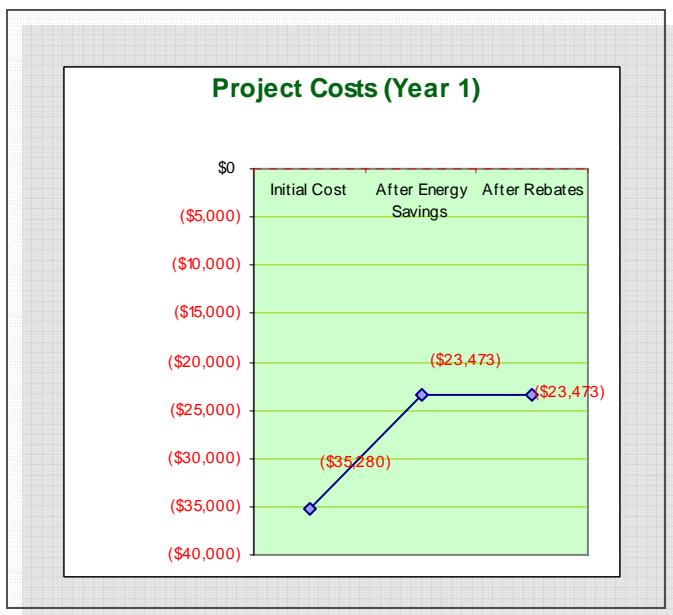 Project Costs (Year 1)
$0
Initial Cost
After Energy
Savings
After Rebates
($5,000)
($10,000)
($15,000)
($20,000)
($23,473)
($23,473)
($25,000)
($30,000)
($35,280)
($35,000)
($40,000)